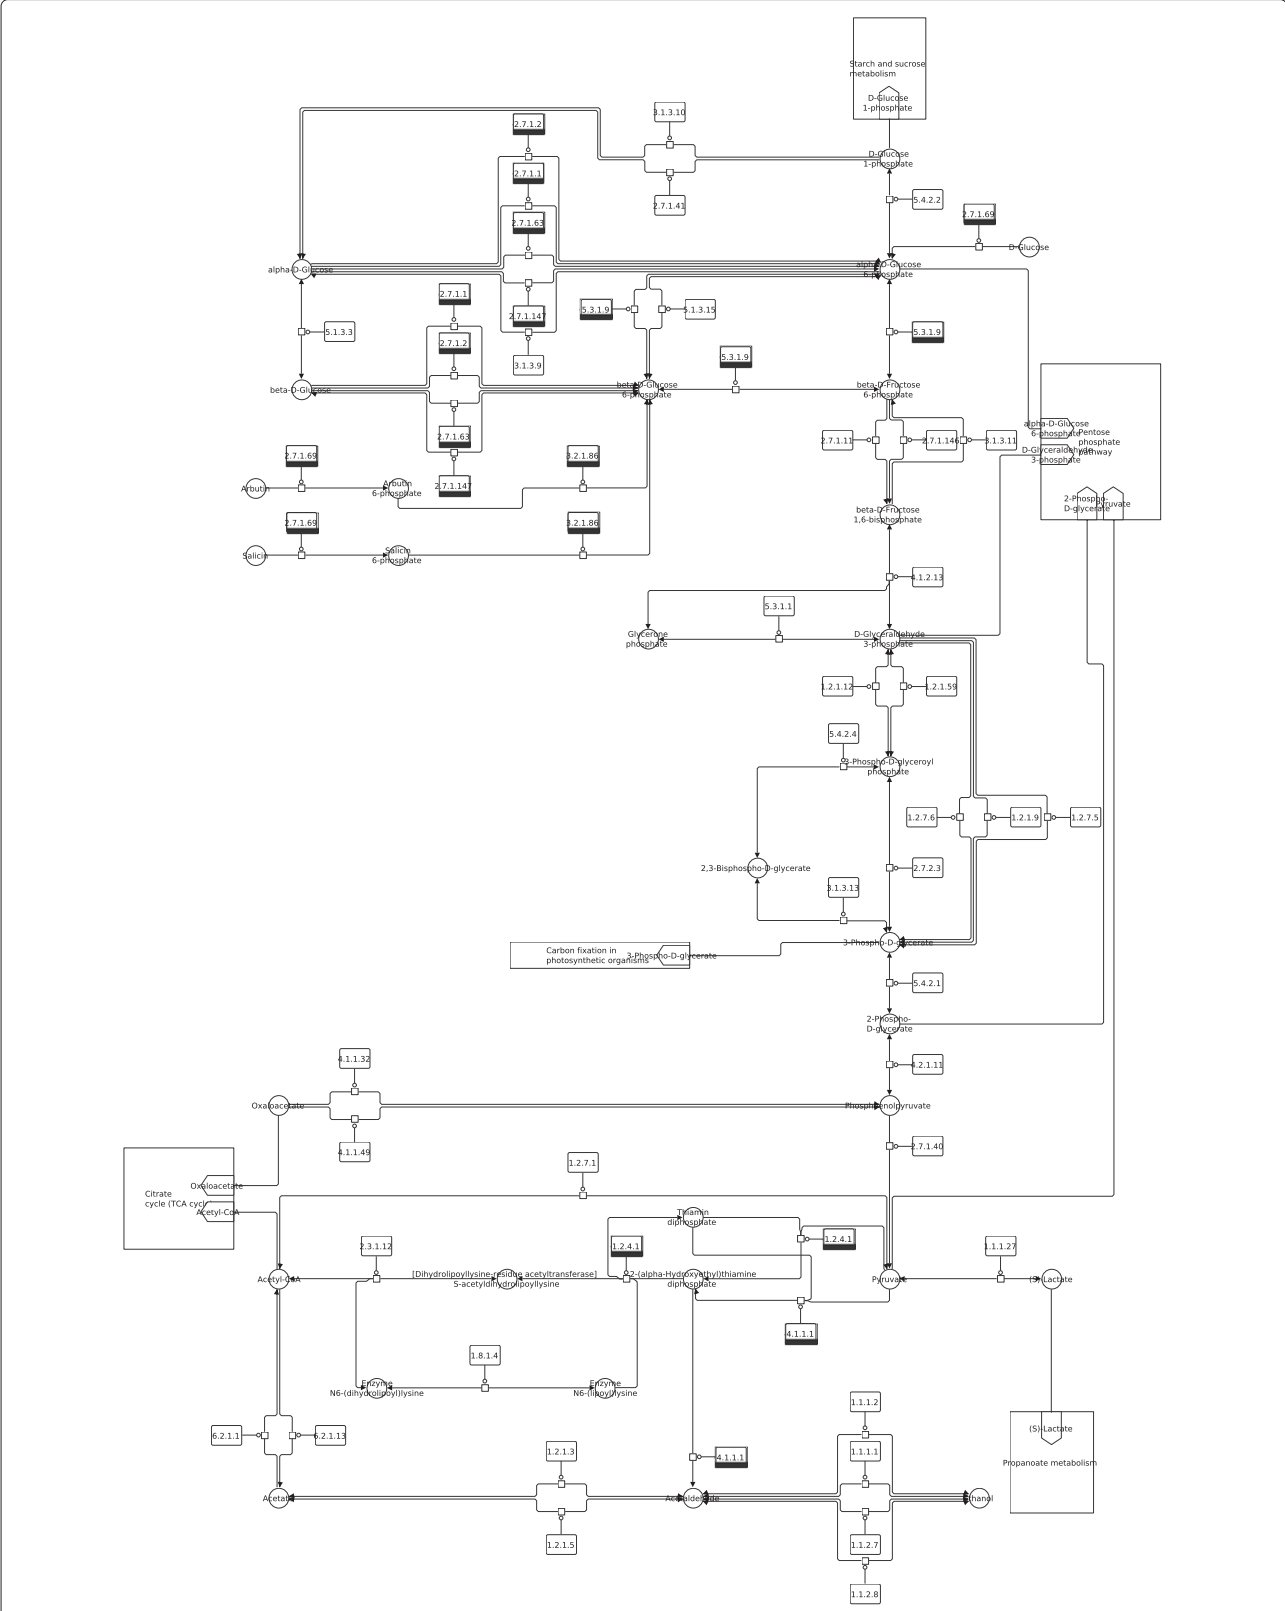 Starch and sucrose
metabolism
D-Glucose
1-phosphate
3.1.3.10
2.7.1.2
D-Glucose
1-phosphate
2.7.1.1
5.4.2.2
2.7.1.41
2.7.1.69
2.7.1.63
D-Glucose
alpha-D-Glucose
alpha-D-Glucose
6-phosphate
2.7.1.1
5.3.1.9
5.1.3.15
2.7.1.147
5.1.3.3
5.3.1.9
2.7.1.2
5.3.1.9
3.1.3.9
beta-D-Glucose
beta-D-Glucose
6-phosphate
beta-D-Fructose
6-phosphate
alpha-D-Glucose
6-phosphate
Pentose
phosphate
pathway
2.7.1.63
2.7.1.11
2.7.1.146
3.1.3.11
D-Glyceraldehyde
3-phosphate
2.7.1.69
3.2.1.86
2.7.1.147
Arbutin
Arbutin
6-phosphate
2-Phospho-
D-glycerate
Pyruvate
beta-D-Fructose
1,6-bisphosphate
2.7.1.69
3.2.1.86
Salicin
Salicin
6-phosphate
4.1.2.13
5.3.1.1
Glycerone
phosphate
D-Glyceraldehyde
3-phosphate
1.2.1.12
1.2.1.59
5.4.2.4
3-Phospho-D-glyceroyl
phosphate
1.2.7.6
1.2.1.9
1.2.7.5
2,3-Bisphospho-D-glycerate
2.7.2.3
3.1.3.13
3-Phospho-D-glycerate
Carbon fixation in
photosynthetic organisms
3-Phospho-D-glycerate
5.4.2.1
2-Phospho-
D-glycerate
4.1.1.32
4.2.1.11
Oxaloacetate
Phosphoenolpyruvate
4.1.1.49
2.7.1.40
1.2.7.1
Oxaloacetate
Citrate
cycle (TCA cycle)
Acetyl-CoA
Thiamin
diphosphate
2.3.1.12
1.2.4.1
1.2.4.1
1.1.1.27
Acetyl-CoA
[Dihydrolipoyllysine-residue acetyltransferase]
S-acetyldihydrolipoyllysine
2-(alpha-Hydroxyethyl)thiamine
diphosphate
Pyruvate
(S)-Lactate
4.1.1.1
1.8.1.4
Enzyme
N6-(dihydrolipoyl)lysine
Enzyme
N6-(lipoyl)lysine
1.1.1.2
6.2.1.1
6.2.1.13
(S)-Lactate
1.2.1.3
4.1.1.1
1.1.1.1
Propanoate metabolism
Acetate
Acetaldehyde
Ethanol
1.2.1.5
1.1.2.7
1.1.2.8